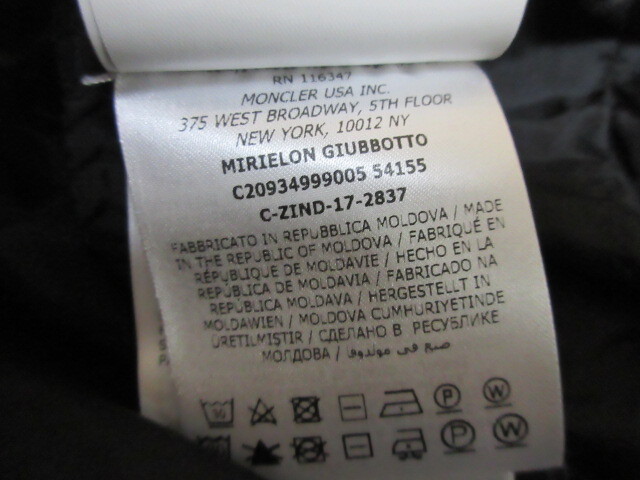 RN 116347
MONCLER USA INC.
375 WEST BROADWAY, 5TH FLOOR
NEW YORK, 10012 NY
MIRIELON GIUBBOTTO
C20934999005 54155
C-ZIND-17-2837
FABBRICATO IN REPUBBLICA MOLDOVA / MADE
IN THE REPUBLIC OF MOLDOVA / FABRIQUÉ EN
RÉPUBLIQUE DE MOLDAVIE / HECHO EN LA
REPÚBLICA DE MOLDAVIA / FABRICADO NA
REPÚBLICA MOLDAVA / HERGESTELLT IN
MOLDAWIEN / MOLDOVA CUMHURIYETINDE
ÜRETILMISTIR / СДЕЛАНО В РЕСУБЛИКЕ
МОЛДОВА / صنع في مولدوفا
P W
P W